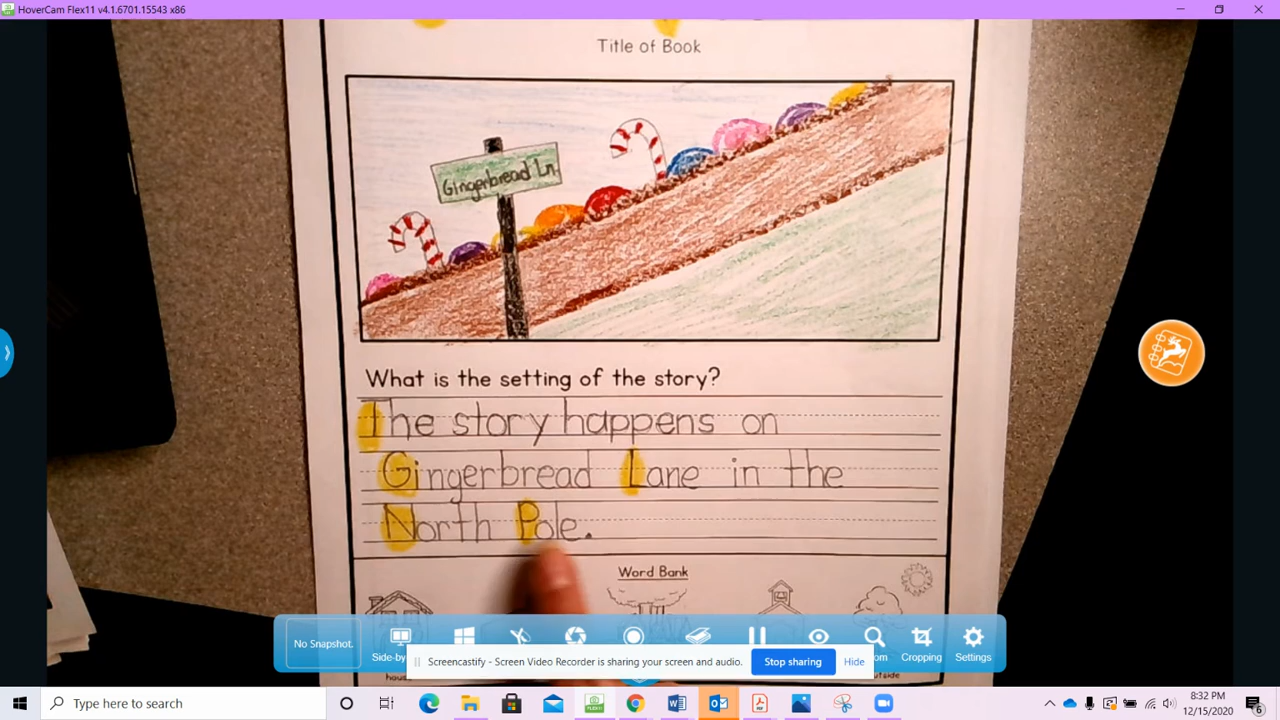 HoverCam Flex11 v4.1.6701.15543 x86
Title of Book
Gingerbread Ln.
What is the setting of the story?
The story happens on
Gingerbread Lane in the
North Pole.
Word Bank
No Snapshot.
Side-by
Cropping
Settings
Screencastify - Screen Video Recorder is sharing your screen and audio.
Stop sharing
Hide
Type here to search
8:32 PM
12/15/2020
6